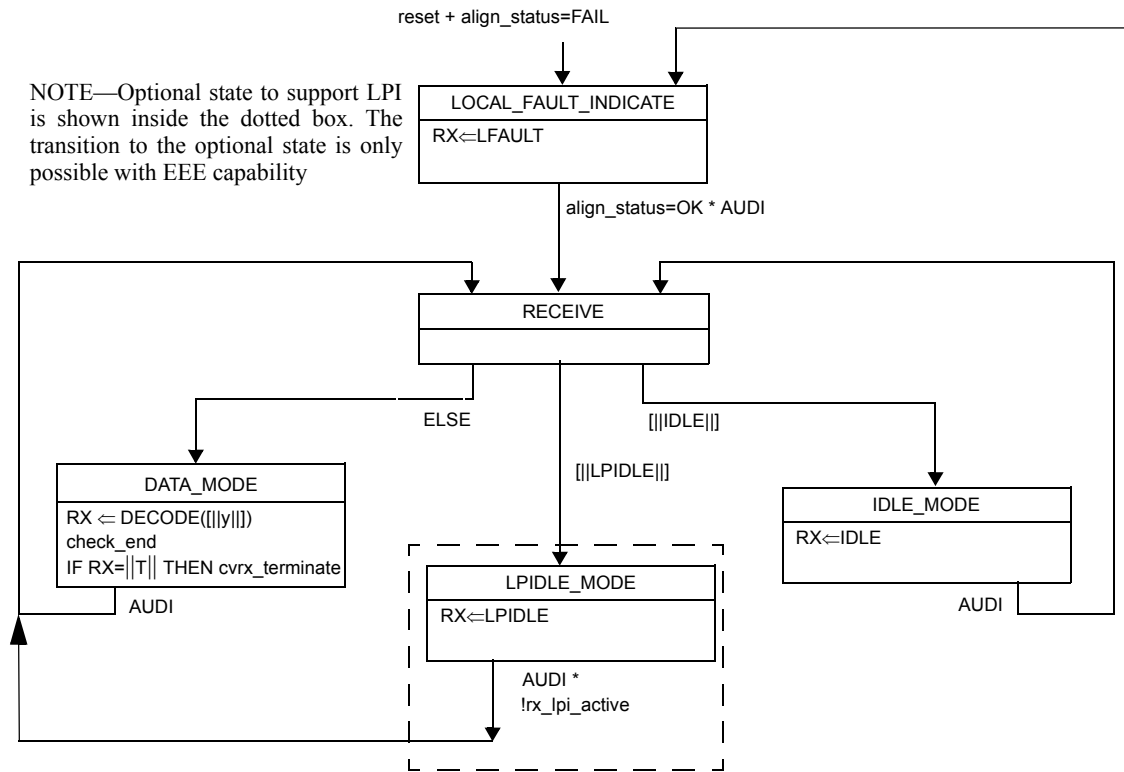 reset + align_status=FAIL
NOTE—Optional state to support LPI
is shown inside the dotted box. The
transition to the optional state is only
possible with EEE capability
LOCAL_FAULT_INDICATE
RX⇐LFAULT
align_status=OK * AUDI
RECEIVE
ELSE
[||IDLE||]
[||LPIDLE||]
DATA_MODE
RX ⇐ DECODE([||y||])
check_end
IF RX=||T|| THEN cvrx_terminate
AUDI
IDLE_MODE
RX⇐IDLE
AUDI
LPIDLE_MODE
RX⇐LPIDLE
AUDI *
!rx_lpi_active